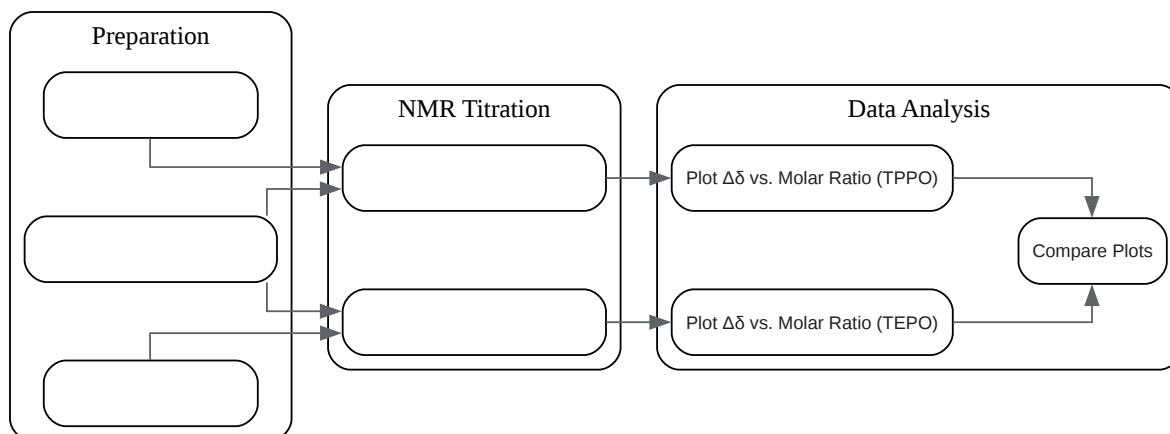 Preparation
NMR Titration
Data Analysis
Plot Δδ vs. Molar Ratio (TPPO)
Compare Plots
Plot Δδ vs. Molar Ratio (TEPO)